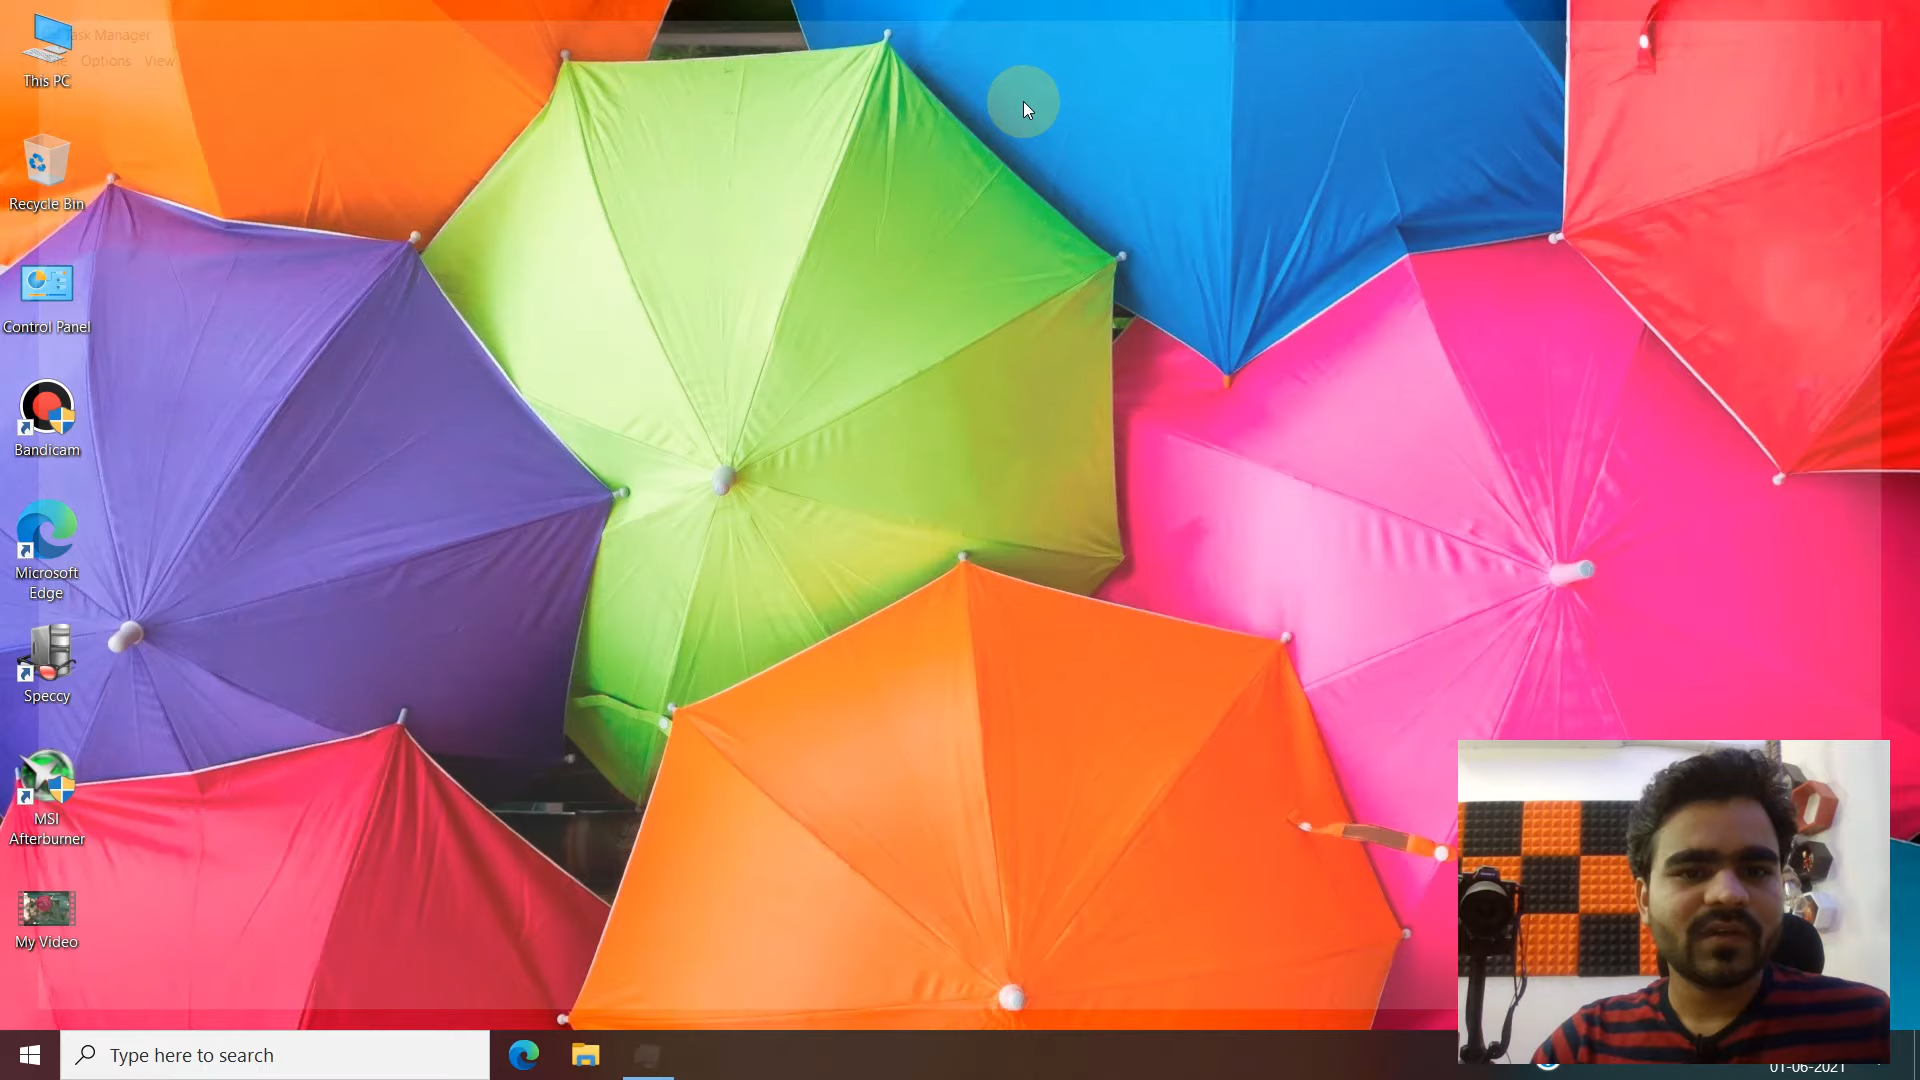 Task Manager
Options View
This PC
Recycle Bin
Control Panel
Bandicam
Microsoft
Edge
Speccy
MSI
Afterburner
My Video
Type here to search
01-06-2021